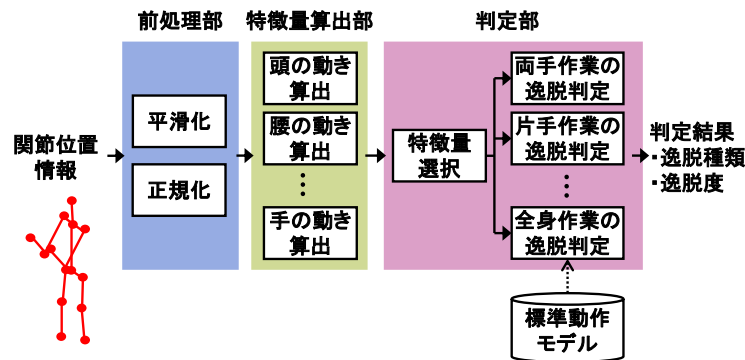 前処理部
特徴量算出部
判定部
関節位置
情報
平滑化
正規化
頭の動き
算出
腰の動き
算出
手の動き
算出
特徴量
選択
両手作業の
逸脱判定
片手作業の
逸脱判定
全身作業の
逸脱判定
標準動作
モデル
判定結果
・逸脱種類
・逸脱度